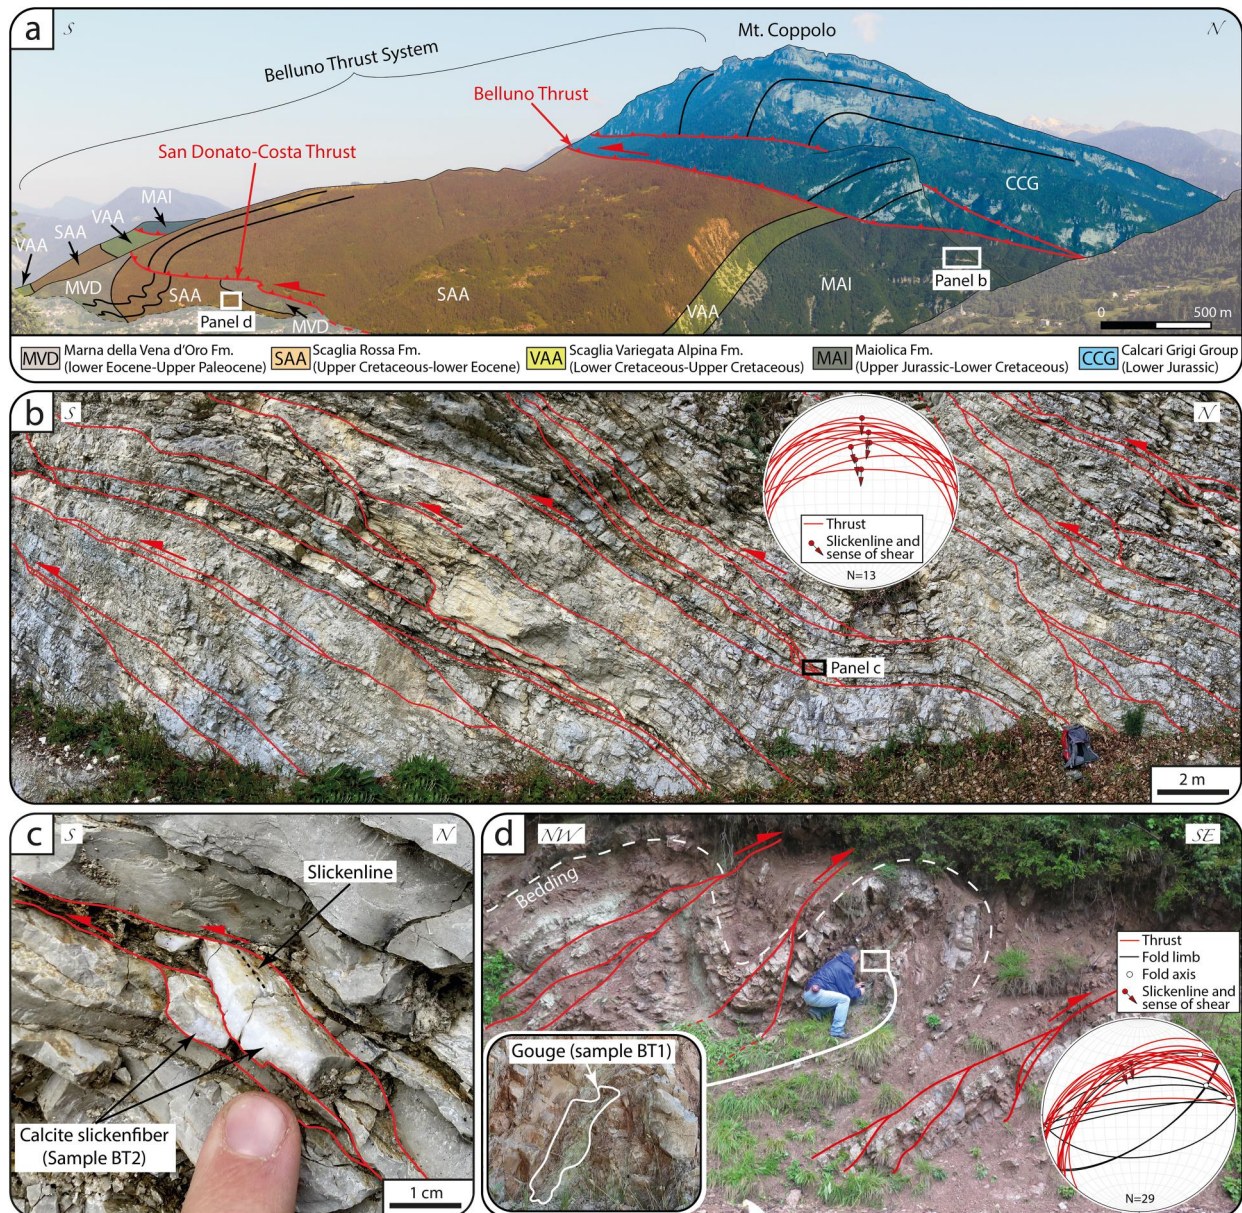 a
S
N
Mt. Coppolo
Belluno Thrust System
Belluno Thrust
San Donato-Costa Thrust
MAI
VAA
SAA
VAA
MVD
SAA
Panel d
MVD
SAA
VAA
MAI
CCG
Panel b
0
500 m
MVD
Marna della Vena d'Oro Fm.
(lower Eocene-Upper Paleocene)
SAA
Scaglia Rossa Fm.
(Upper Cretaceous-lower Eocene)
VAA
Scaglia Variegata Alpina Fm.
(Lower Cretaceous-Upper Cretaceous)
MAI
Maiolica Fm.
(Upper Jurassic-Lower Cretaceous)
CCG
Calcari Grigi Group
(Lower Jurassic)
b
S
N
Thrust
Slickenline and
sense of shear
N=13
Panel c
2 m
c
S
N
Slickenline
Calcite slickenfiber
(Sample BT2)
1 cm
d
NW
SE
Bedding
Thrust
Fold limb
Fold axis
Slickenline and
sense of shear
Gouge (sample BT1)
N=29